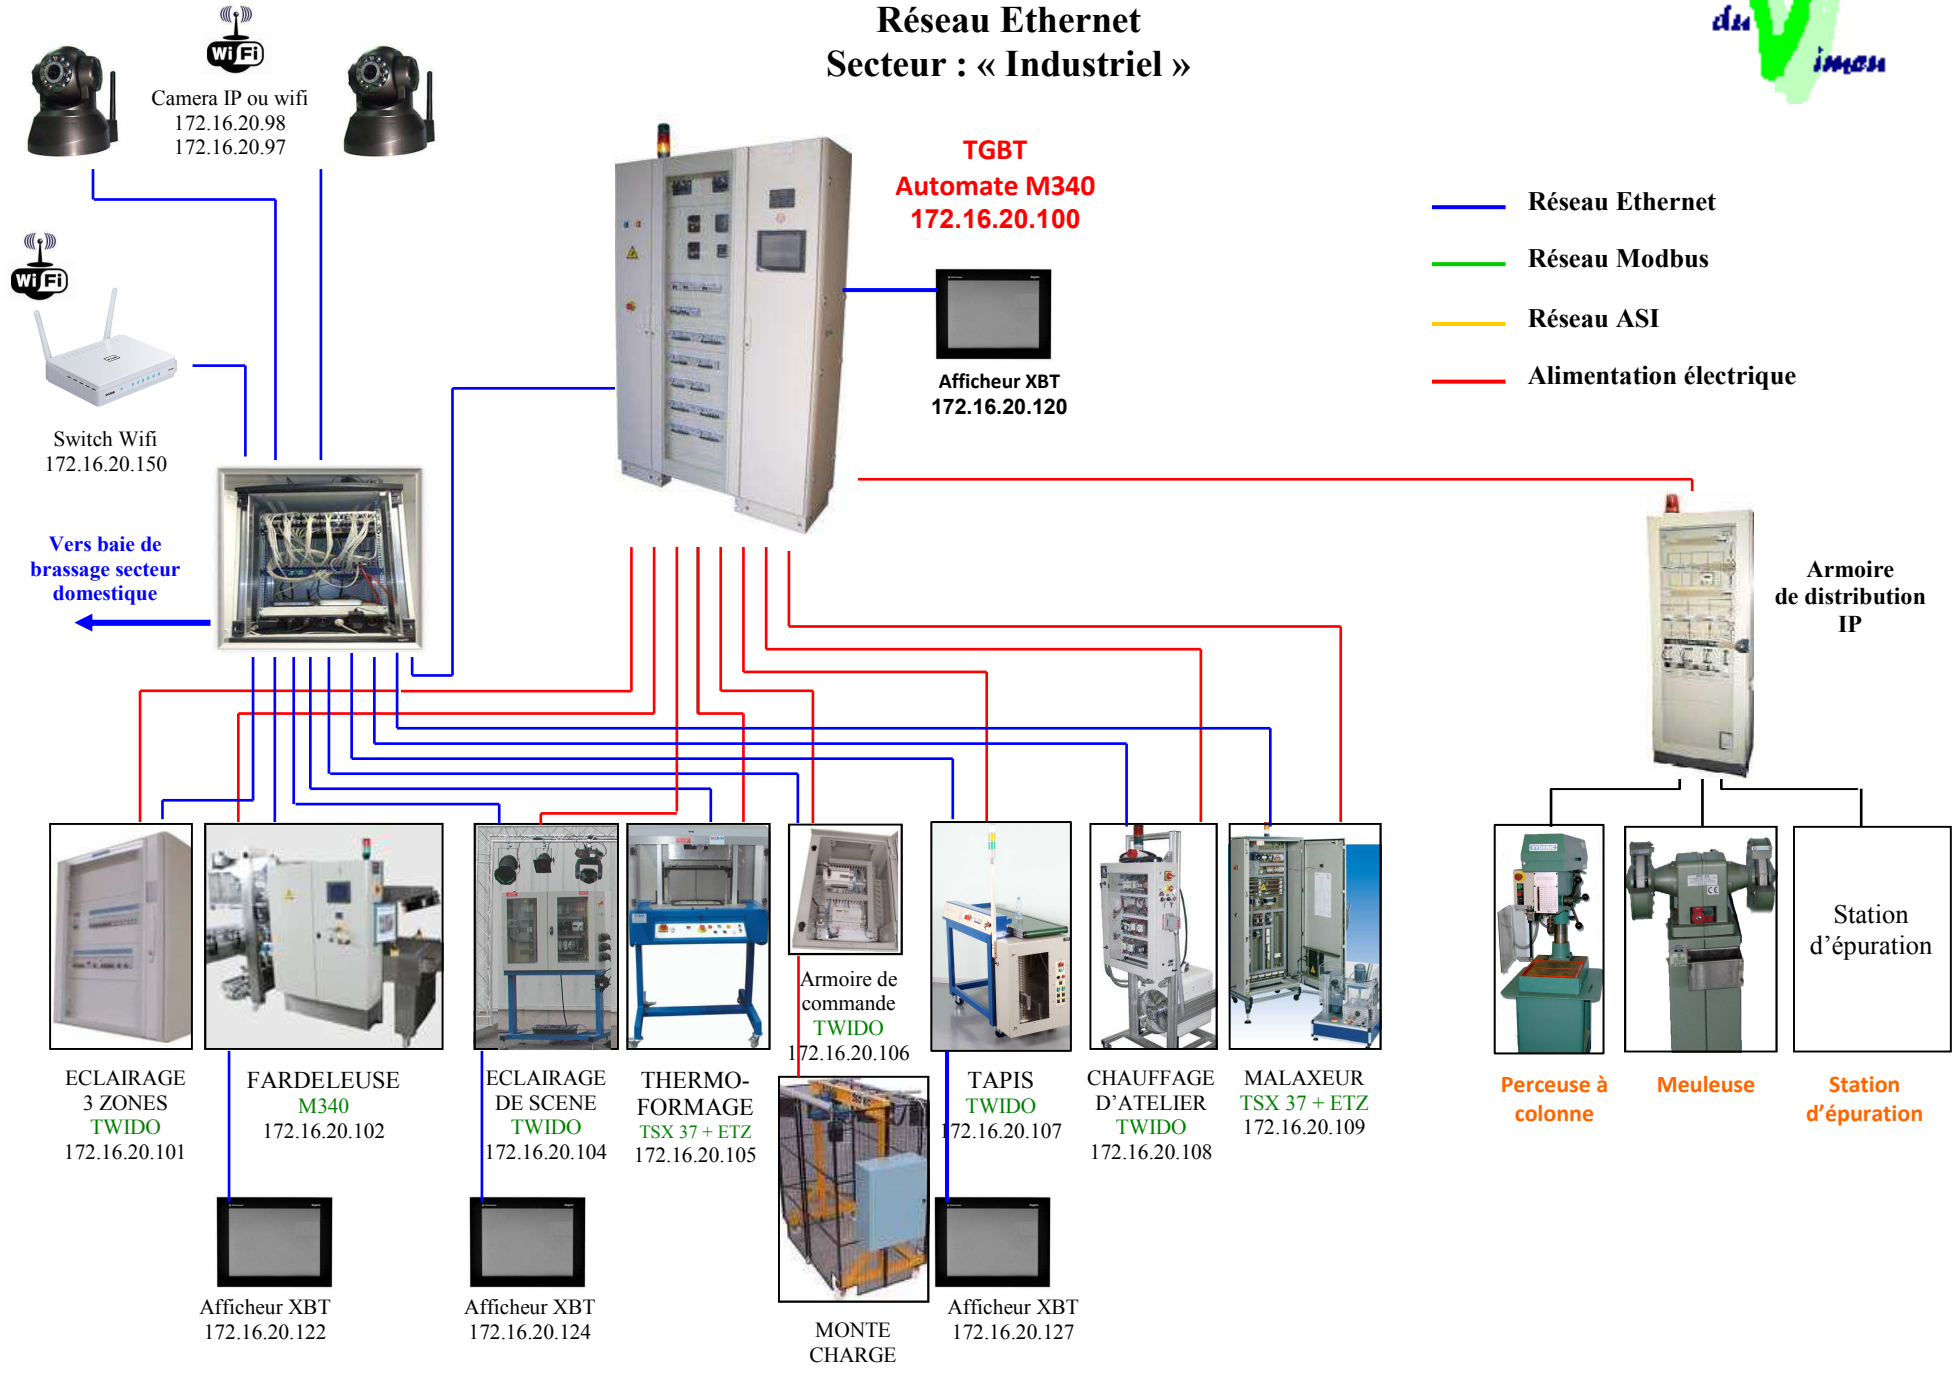 Réseau Ethernet
Secteur : « Industriel »
du
Vimeu
WiFi
Camera IP ou wifi
172.16.20.98
172.16.20.97
TGBT
Automate M340
172.16.20.100
Réseau Ethernet
Réseau Modbus
Réseau ASI
Alimentation électrique
WiFi
Afficheur XBT
172.16.20.120
Switch Wifi
172.16.20.150
Vers baie de
brassage secteur
domestique
Armoire
de distribution
IP
Armoire de
commande
TWIDO
172.16.20.106
Station
d’épuration
ECLAIRAGE
3 ZONES
TWIDO
172.16.20.101
FARDELEUSE
M340
172.16.20.102
ECLAIRAGE
DE SCENE
TWIDO
172.16.20.104
THERMO-
FORMAGE
TSX 37 + ETZ
172.16.20.105
TAPIS
TWIDO
172.16.20.107
CHAUFFAGE
D’ATELIER
TWIDO
172.16.20.108
MALAXEUR
TSX 37 + ETZ
172.16.20.109
Perceuse à
colonne
Meuleuse
Station
d’épuration
Afficheur XBT
172.16.20.122
Afficheur XBT
172.16.20.124
MONTE
CHARGE
Afficheur XBT
172.16.20.127